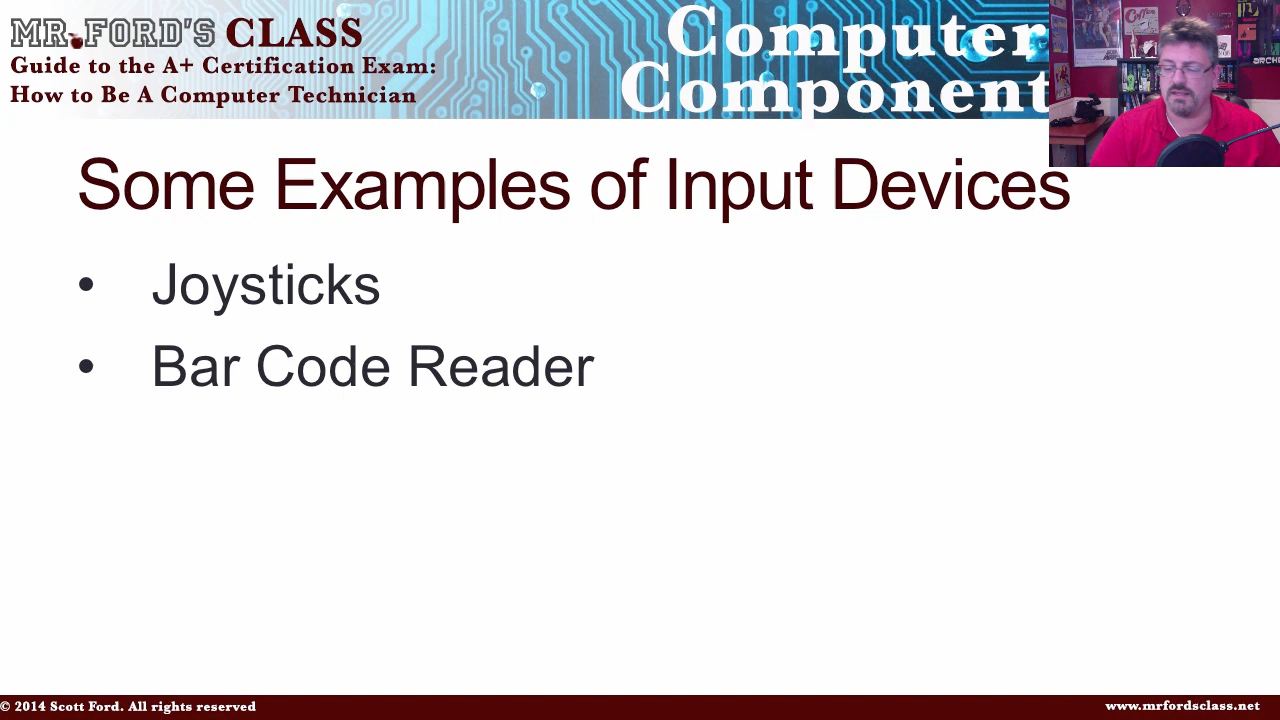 MR. FORD'S CLASS
Guide to the A+ Certification Exam:
How to Be A Computer Technician
Computer
Component
Some Examples of Input Devices
• Joysticks
• Bar Code Reader
© 2014 Scott Ford. All rights reserved
www.mrfordsclass.net